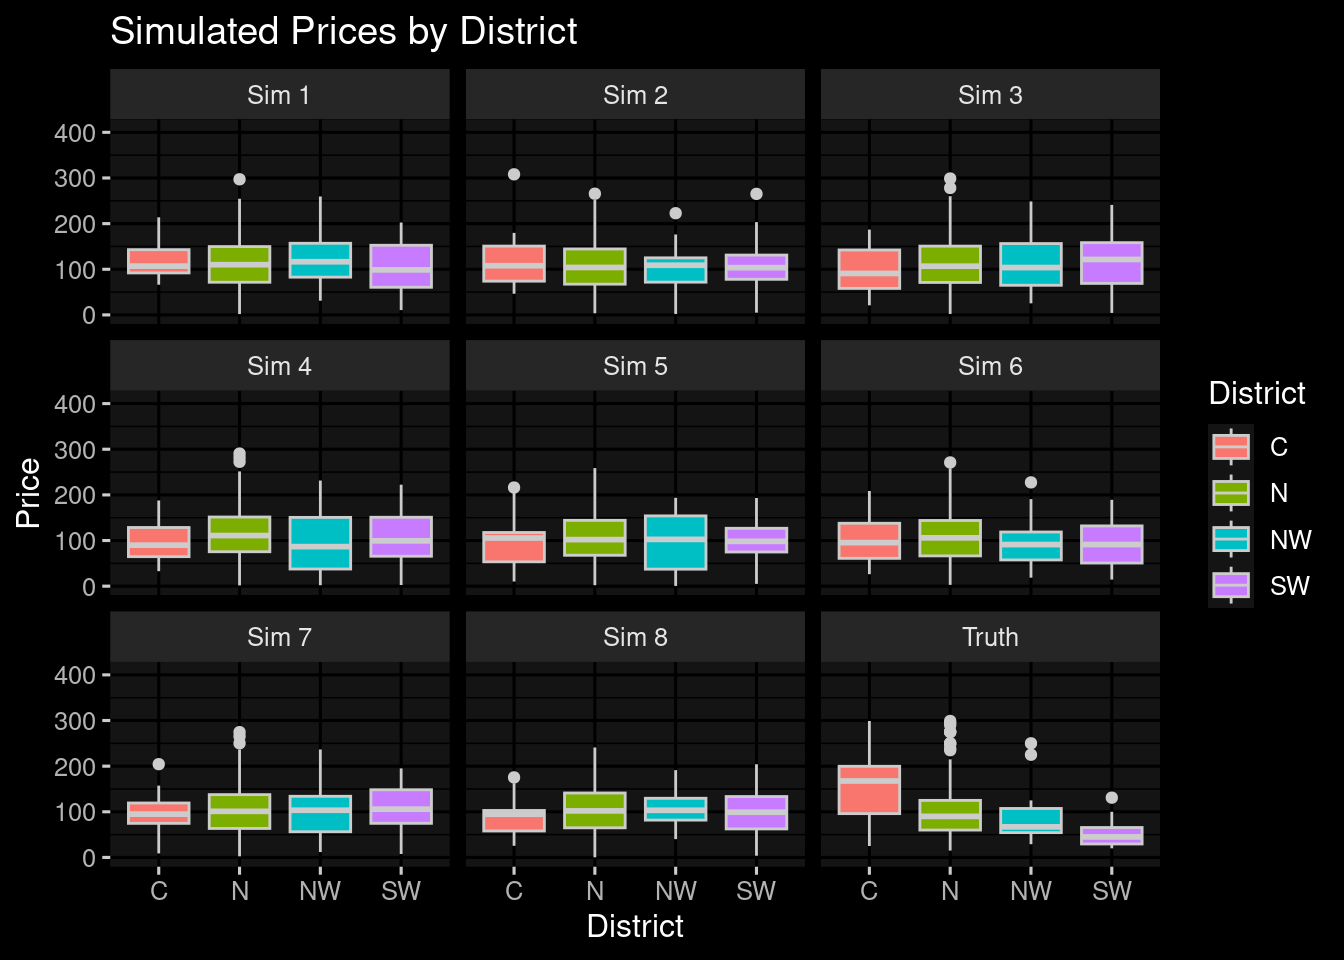 Simulated Prices by District
Sim 1
Sim 2
Sim 3
400
300
200
100
0
Sim 4
Sim 5
Sim 6
400
300
200
100
0
Sim 7
Sim 8
Truth
400
300
200
100
0
C N NW SW
C N NW SW
C N NW SW
District
Price
District
C
N
NW
SW